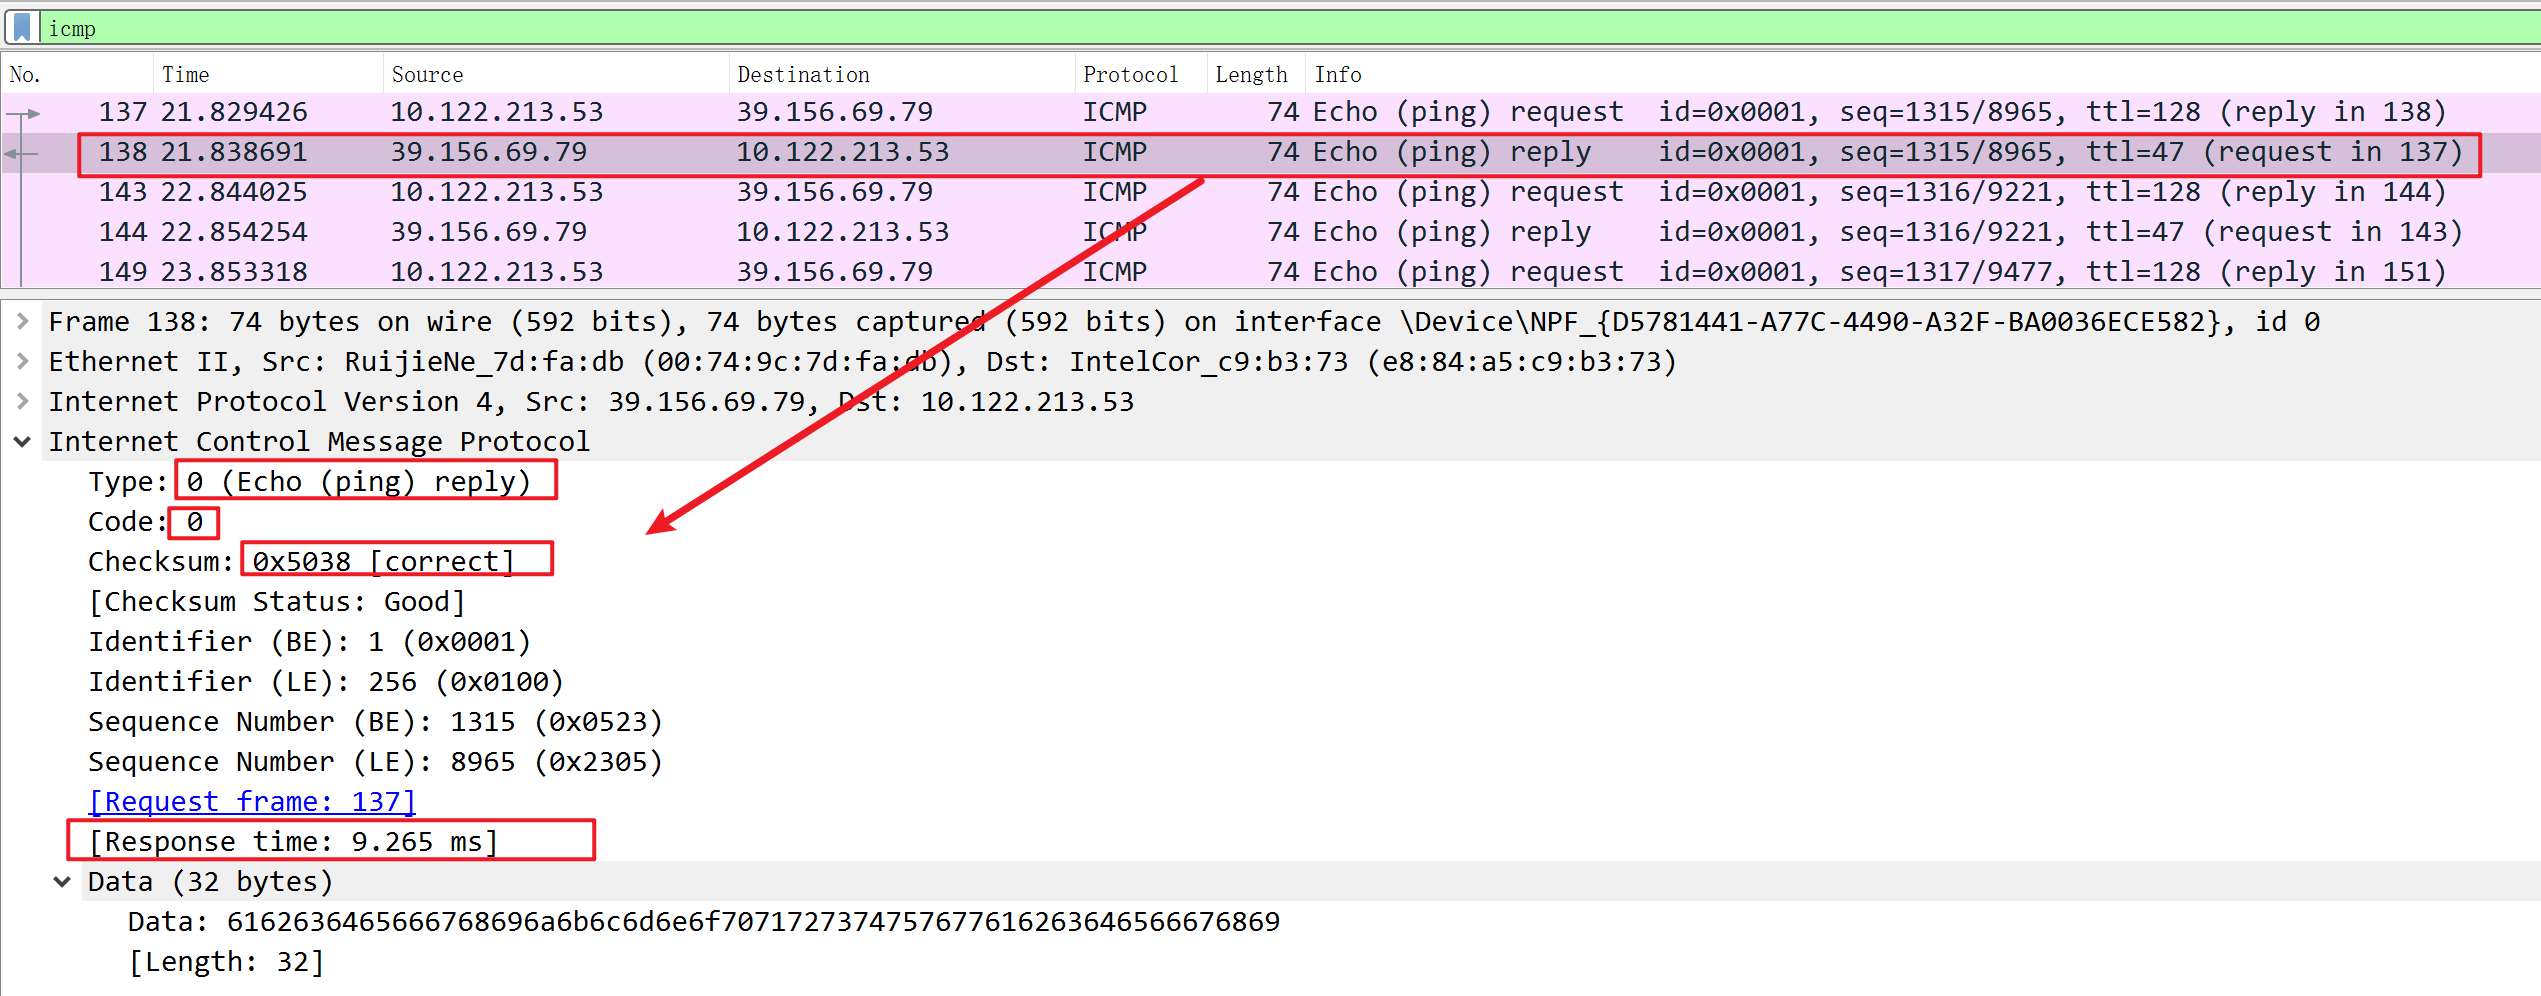 icmp
No. Time Source Destination Protocol Length Info
137 21.829426 10.122.213.53 39.156.69.79 ICMP 74 Echo (ping) request id=0x0001, seq=1315/8965, ttl=128 (reply in 138)
138 21.838691 39.156.69.79 10.122.213.53 ICMP 74 Echo (ping) reply id=0x0001, seq=1315/8965, ttl=47 (request in 137)
143 22.844025 10.122.213.53 39.156.69.79 ICMP 74 Echo (ping) request id=0x0001, seq=1316/9221, ttl=128 (reply in 144)
144 22.854254 39.156.69.79 10.122.213.53 ICMP 74 Echo (ping) reply id=0x0001, seq=1316/9221, ttl=47 (request in 143)
149 23.853318 10.122.213.53 39.156.69.79 ICMP 74 Echo (ping) request id=0x0001, seq=1317/9477, ttl=128 (reply in 151)
Frame 138: 74 bytes on wire (592 bits), 74 bytes captured (592 bits) on interface \Device\NPF_{D5781441-A77C-4490-A32F-BA0036ECE582}, id 0
Ethernet II, Src: RuijieNe_7d:fa:db (00:74:9c:7d:fa:db), Dst: IntelCor_c9:b3:73 (e8:84:a5:c9:b3:73)
Internet Protocol Version 4, Src: 39.156.69.79, Dst: 10.122.213.53
Internet Control Message Protocol
Type: 0 (Echo (ping) reply)
Code: 0
Checksum: 0x5038 [correct]
[Checksum Status: Good]
Identifier (BE): 1 (0x0001)
Identifier (LE): 256 (0x0100)
Sequence Number (BE): 1315 (0x0523)
Sequence Number (LE): 8965 (0x2305)
[Request frame: 137]
[Response time: 9.265 ms]
Data (32 bytes)
Data: 6162636465666768696a6b6c6d6e6f7071727374757677616263646566676869
[Length: 32]